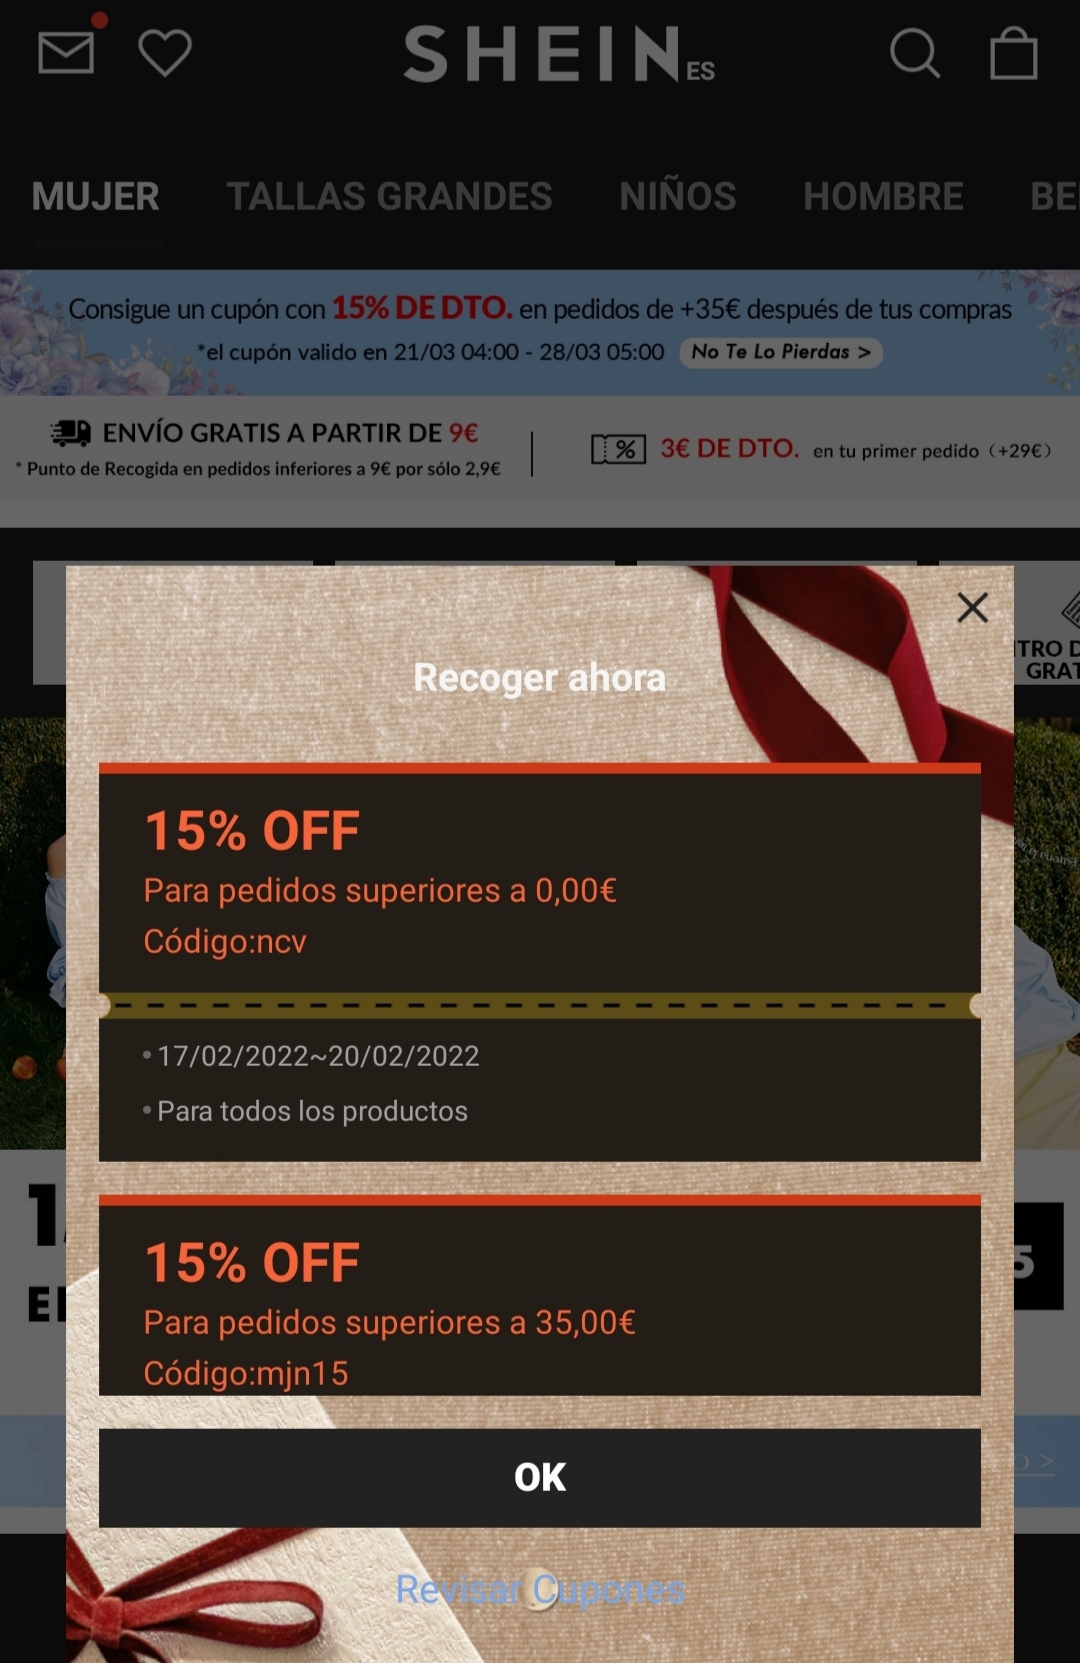 SHEIN ES
MUJER TALLAS GRANDES NIÑOS HOMBRE
Consigue un cupón con 15% DE DTO. en pedidos de +35€ después de tus compras
*el cupón valido en 21/03 04:00 - 28/03 05:00 No Te Lo Pierdas >
ENVÍO GRATIS A PARTIR DE 9€
* Punto de Recogida en pedidos inferiores a 9€ por sólo 2,9€
% 3€ DE DTO. en tu primer pedido (+29€)
Recoger ahora
15% OFF
Para pedidos superiores a 0,00€
Código:ncv
•17/02/2022~20/02/2022
•Para todos los productos
15% OFF
Para pedidos superiores a 35,00€
Código:mjn15
OK
Revisar Cupones